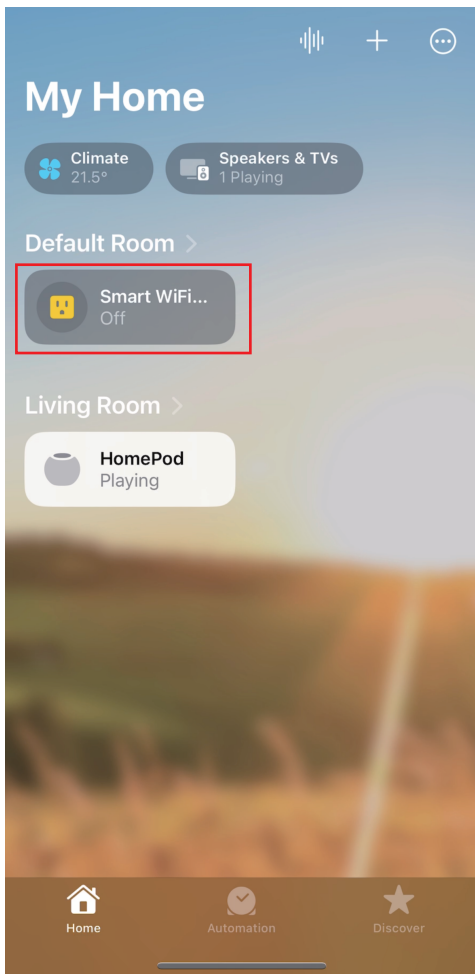 My Home
Climate
21.5°
Speakers & TVs
1 Playing
Default Room
Smart WiFi...
Off
Living Room
HomePod
Playing
Home
Automation
Discover